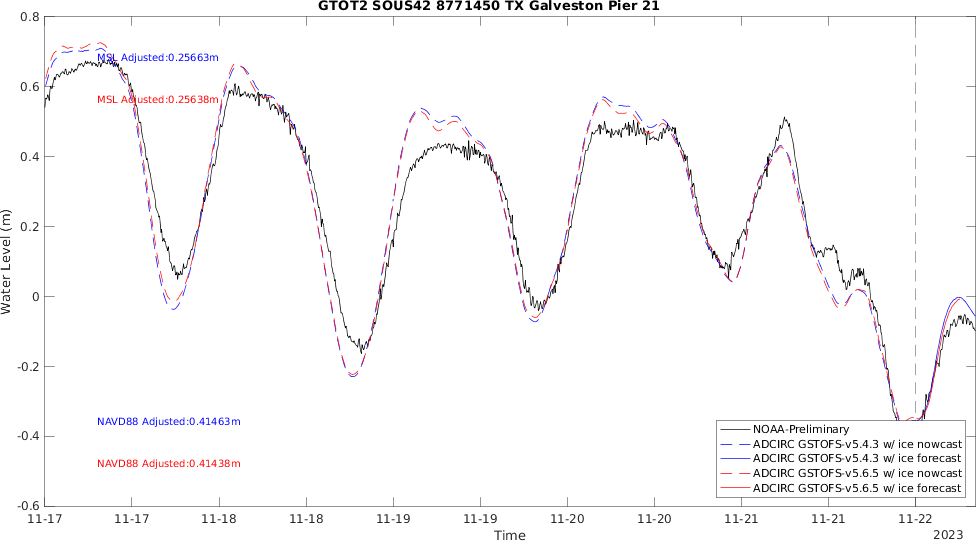 GTOT2 SOUS42 8771450 TX Galveston Pier 21
0.8
MSL Adjusted:0.25663m
0.6
MSL Adjusted:0.25638m
0.4
0.2
Water Level (m)
0
-0.2
NAVD88 Adjusted:0.41463m
-0.4
NAVD88 Adjusted:0.41438m
-0.6
NOAA-Preliminary
ADCIRC GSTOFS-v5.4.3 w/ ice nowcast
ADCIRC GSTOFS-v5.4.3 w/ ice forecast
ADCIRC GSTOFS-v5.6.5 w/ ice nowcast
ADCIRC GSTOFS-v5.6.5 w/ ice forecast
11-17 11-17 11-18 11-18 11-19 11-19 11-20 11-20 11-21 11-21 11-22
Time
2023